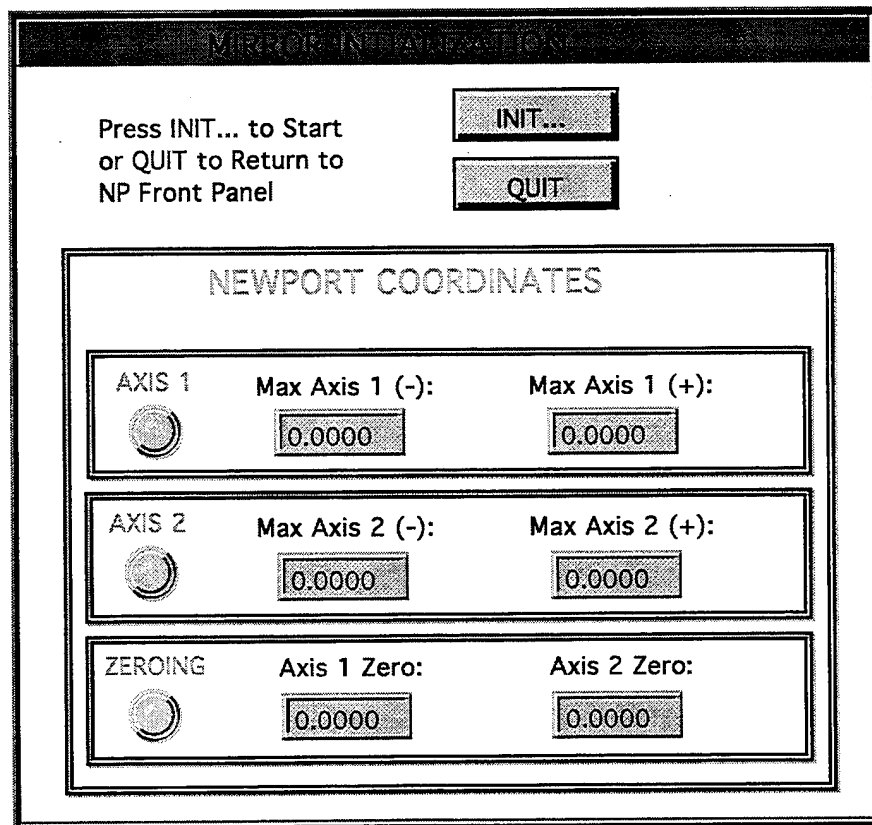 MIRROR INITIALIZATION
Press INIT... to Start
or QUIT to Return to
NP Front Panel
INIT...
QUIT
NEWPORT COORDINATES
AXIS 1
Max Axis 1 (-):
Max Axis 1 (+):
0.0000
0.0000
AXIS 2
Max Axis 2 (-):
Max Axis 2 (+):
0.0000
0.0000
ZEROING
Axis 1 Zero:
Axis 2 Zero:
0.0000
0.0000